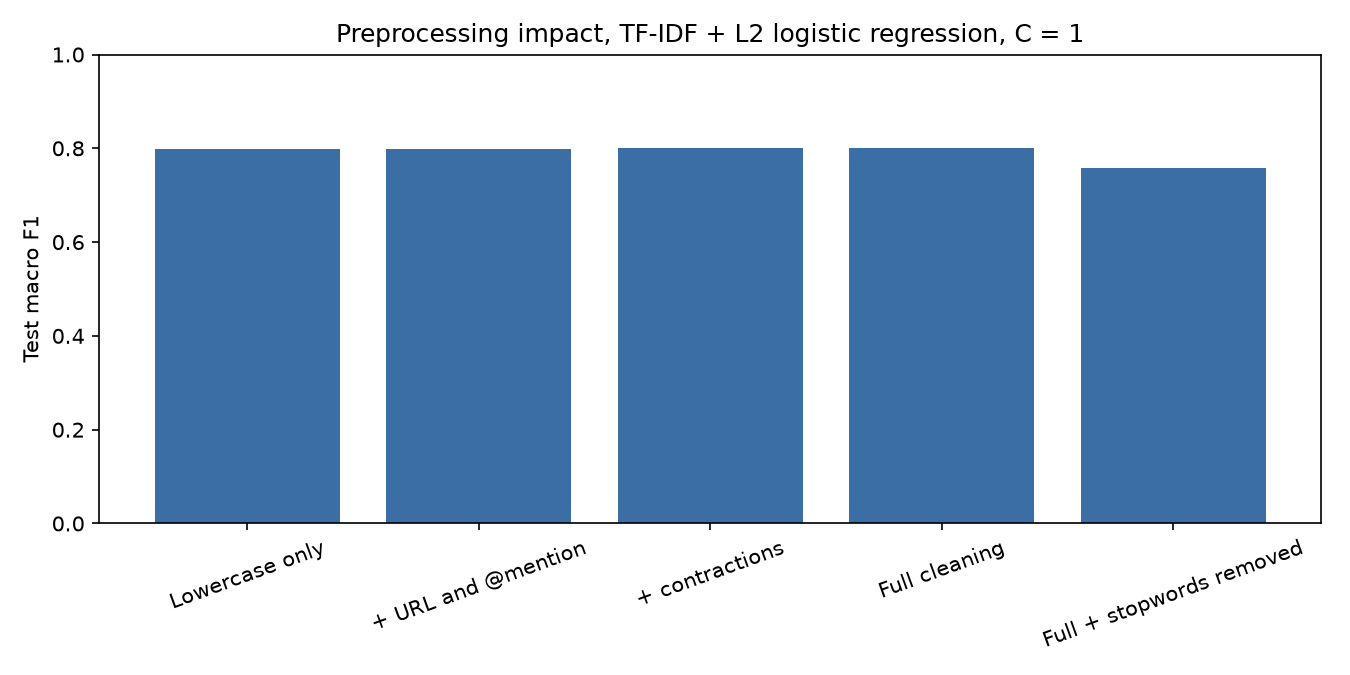 Preprocessing impact, TF-IDF + L2 logistic regression, C = 1
Test macro F1
1.0
0.8
0.6
0.4
0.2
0.0
Lowercase only
+ URL and @mention
+ contractions
Full cleaning
Full + stopwords removed